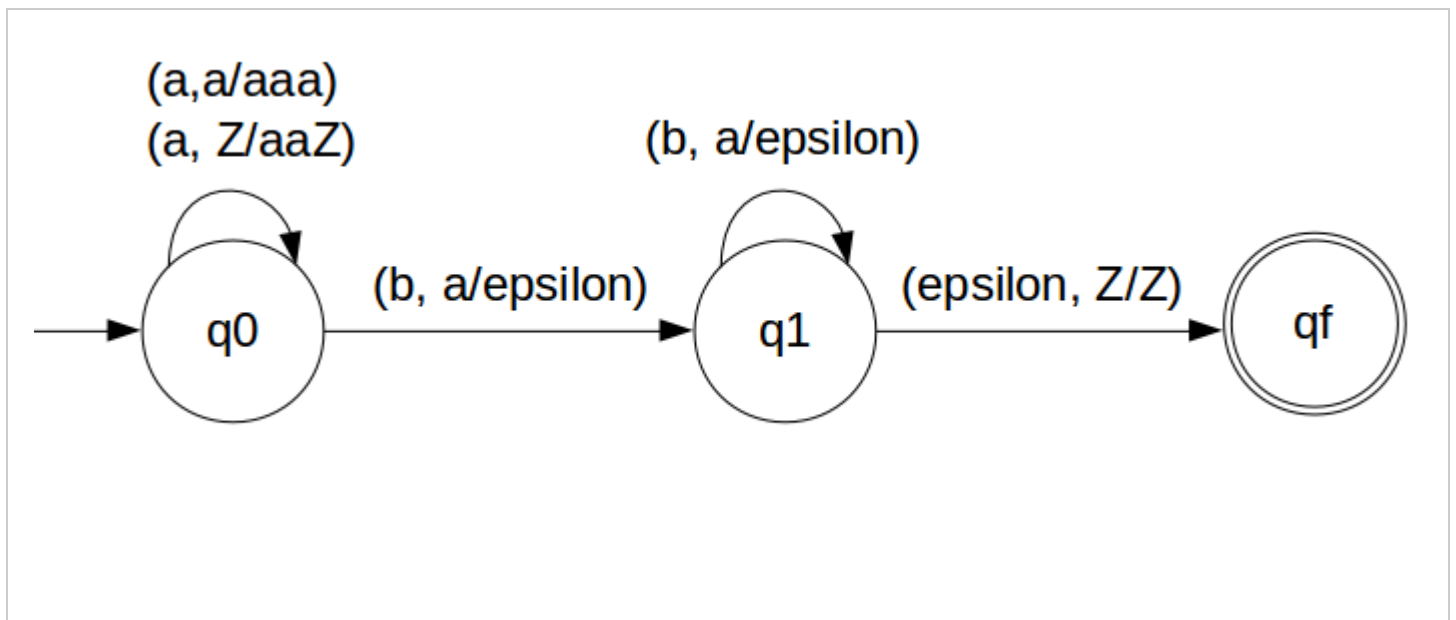 (a,a/aaa)
(a, Z/aaZ)
(b, a/epsilon)
(b, a/epsilon)
(epsilon, Z/Z)
q0
q1
qf